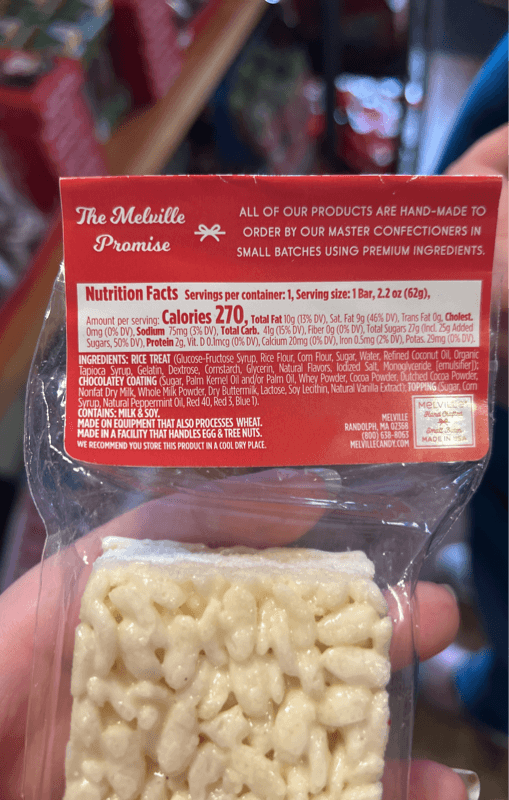 The Melville
Promise
ALL OF OUR PRODUCTS ARE HAND-MADE TO
ORDER BY OUR MASTER CONFECTIONERS IN
SMALL BATCHES USING PREMIUM INGREDIENTS.
Nutrition Facts Servings per container: 1, Serving size: 1 Bar, 2.2 oz (62g),
Amount per serving: Calories 270, Total Fat 10g (13% DV), Sat. Fat 9g (46% DV), Trans Fat 0g, Cholest.
0mg (0% DV), Sodium 75mg (3% DV), Total Carb. 41g (15% DV), Fiber 0g (0% DV), Total Sugars 27g (Incl. 25g Added
Sugars, 50% DV), Protein 2g, Vit. D 0.1mcg (0% DV), Calcium 20mg (0% DV), Iron 0.5mg (2% DV), Potas. 29mg (0% DV).
INGREDIENTS: RICE TREAT (Glucose-Fructose Syrup, Rice Flour, Corn Flour, Sugar, Water, Refined Coconut Oil, Organic
Tapioca Syrup, Gelatin, Dextrose, Cornstarch, Glycerin, Natural Flavors, Iodized Salt, Monoglyceride [emulsifier]);
CHOCOLATEY COATING (Sugar, Palm Kernel Oil and/or Palm Oil, Whey Powder, Cocoa Powder, Dutched Cocoa Powder,
Nonfat Dry Milk, Whole Milk Powder, Dry Buttermilk, Lactose, Soy Lecithin, Natural Vanilla Extract); TOPPING (Sugar, Corn
Syrup, Natural Peppermint Oil, Red 40, Red 3, Blue 1).
CONTAINS: MILK & SOY.
MADE ON EQUIPMENT THAT ALSO PROCESSES WHEAT.
MADE IN A FACILITY THAT HANDLES EGG & TREE NUTS.
WE RECOMMEND YOU STORE THIS PRODUCT IN A COOL DRY PLACE.
MELVILLE
RANDOLPH, MA 02368
(800) 638-8063
MELVILLECANDY.COM
MELVILLE
MADE IN USA